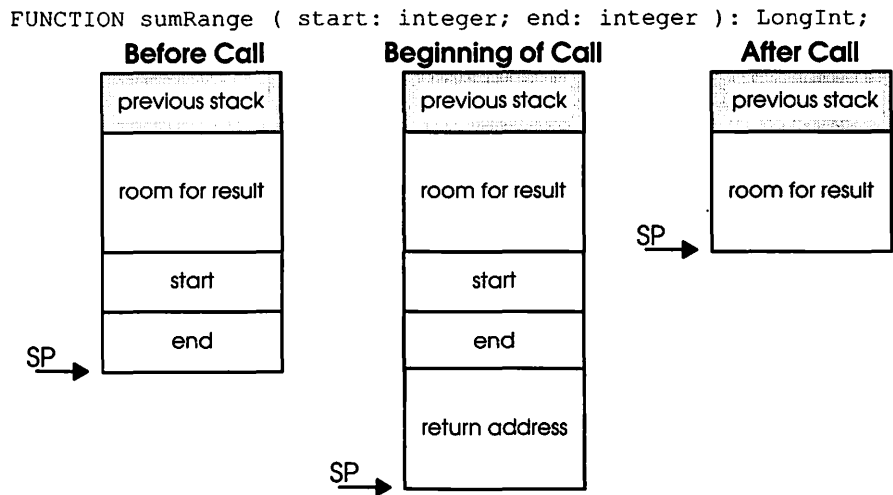 FUNCTION sumRange ( start: integer; end: integer ): LongInt;
Before Call
previous stack
room for result
start
end
SP
Beginning of Call
previous stack
room for result
start
end
return address
SP
After Call
previous stack
room for result
SP